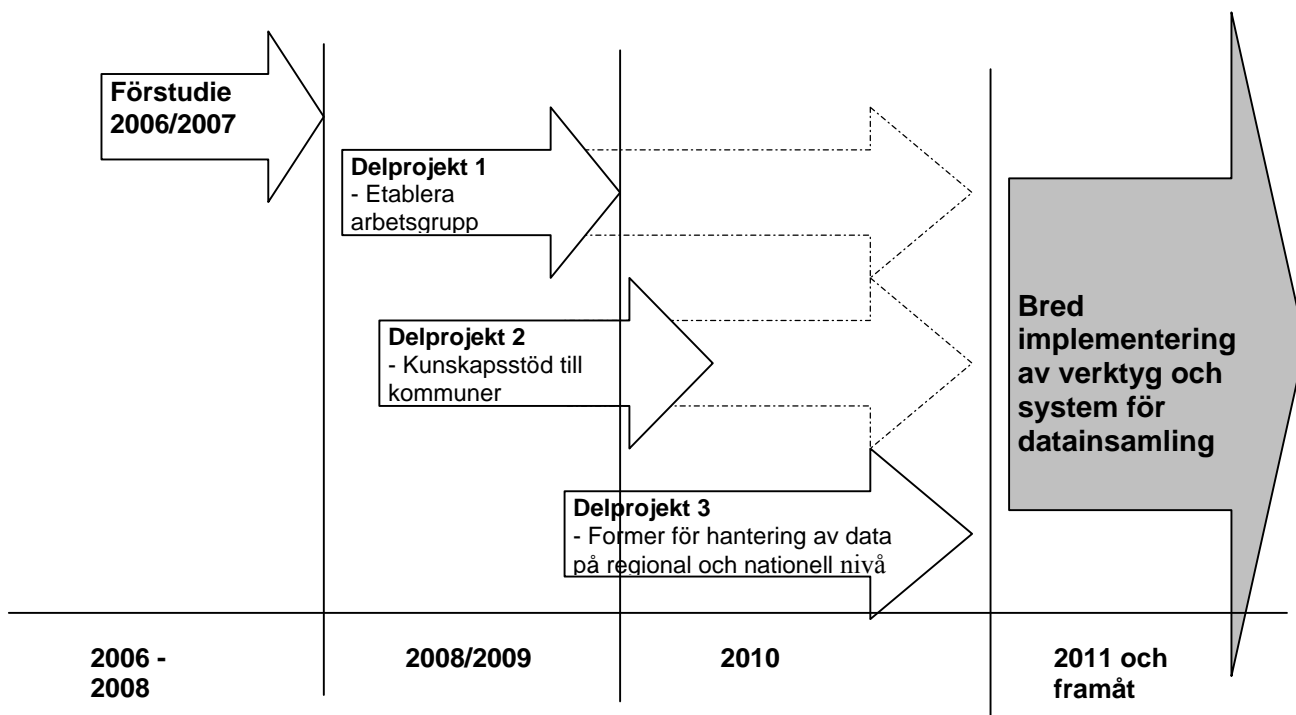 Förstudie
2006/2007
Delprojekt 1
- Etablera
arbetsgrupp
Delprojekt 2
- Kunskapsstöd till
kommuner
Delprojekt 3
- Former för hantering av data
på regional och nationell nivå
Bred
implementering
av verktyg och
system för
datainsamling
2006 -
2008
2008/2009
2010
2011 och
framåt